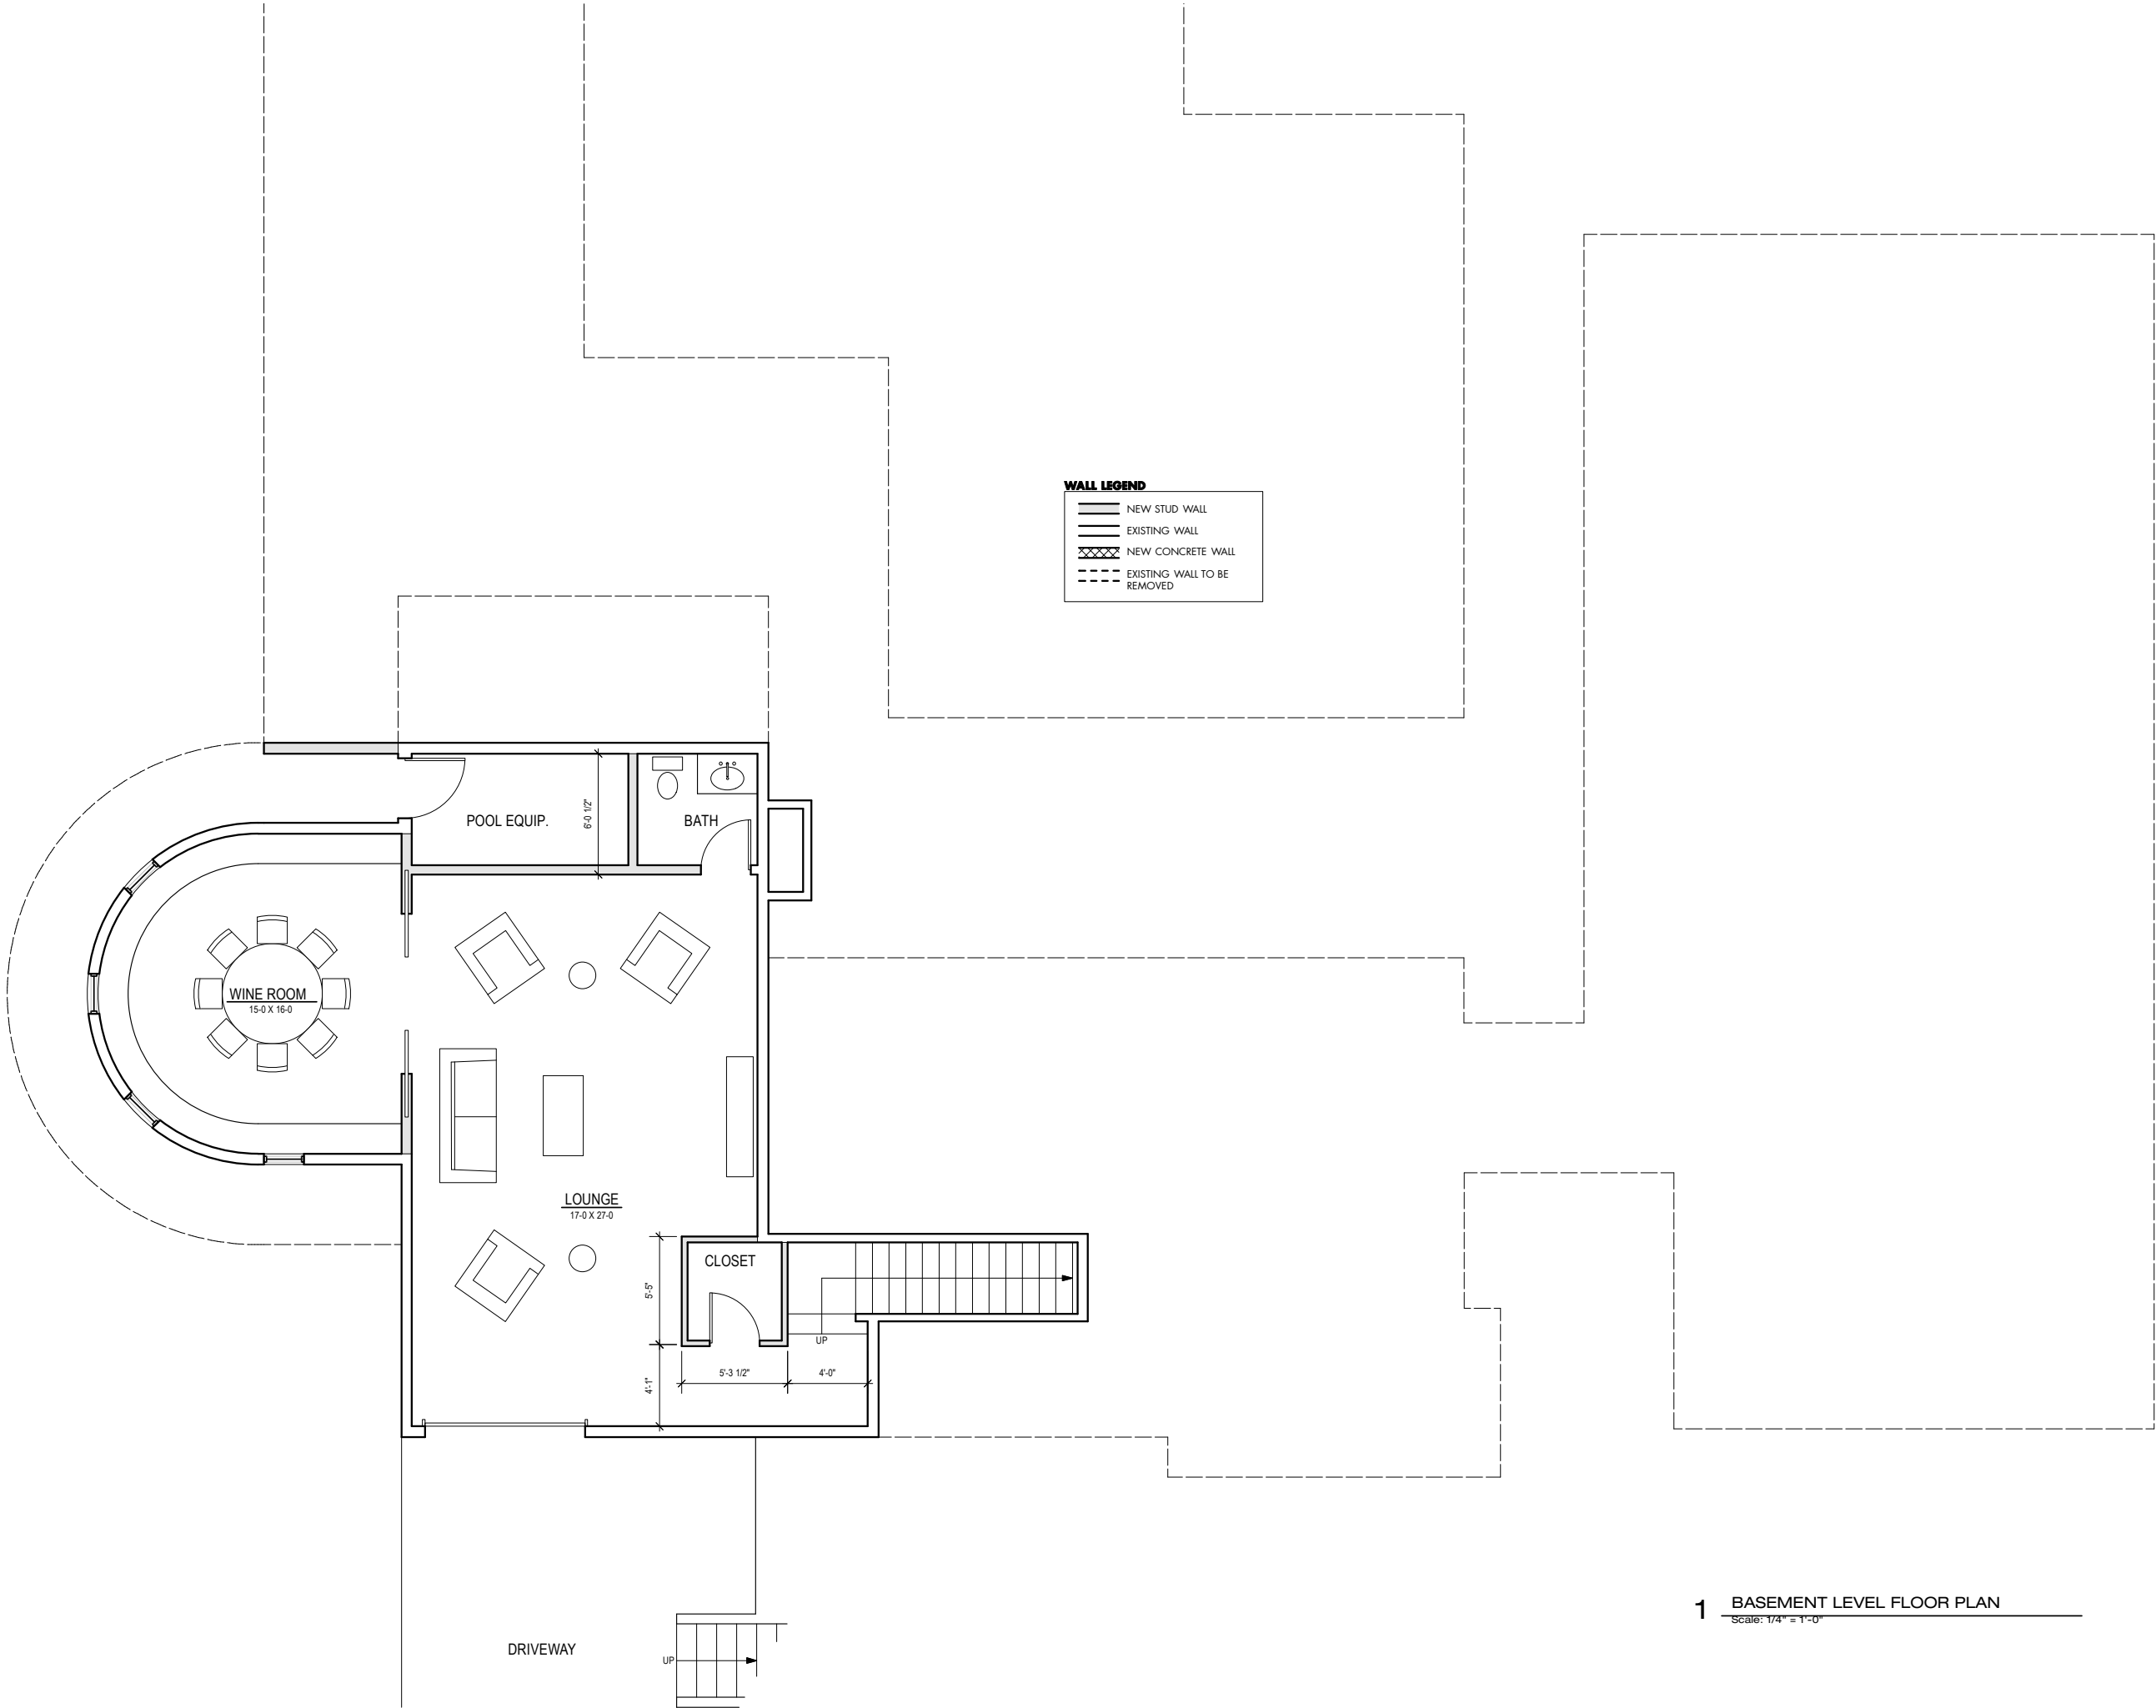 WALL LEGEND
NEW STUD WALL
EXISTING WALL
NEW CONCRETE WALL
EXISTING WALL TO BE
REMOVED
POOL EQUIP.
6'-0 1/2"
BATH
WINE ROOM
15-0 X 16-0
LOUNGE
17-0 X 27-0
CLOSET
5'-5"
UP
5'-3 1/2"
4'-0"
4'-1"
DRIVEWAY
UP
1 BASEMENT LEVEL FLOOR PLAN
Scale: 1/4" = 1'-0"